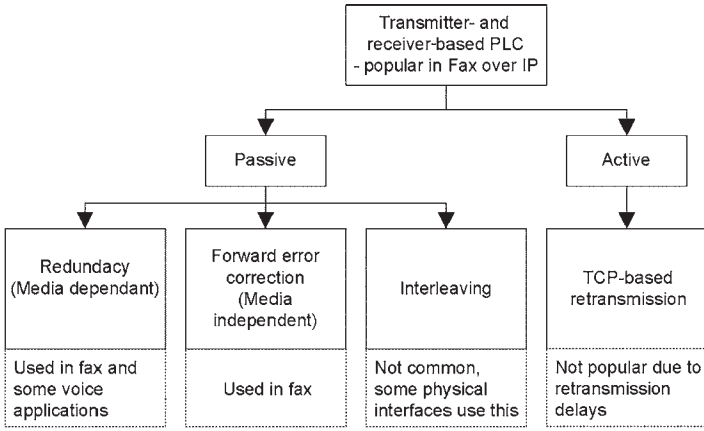 Transmitter- and
receiver-based PLC
- popular in Fax over IP
Passive
Active
Redundacy
(Media dependant)
Forward error
correction
(Media
independent)
Interleaving
TCP-based
retransmission
Used in fax and
some voice
applications
Used in fax
Not common,
some physical
interfaces use this
Not popular due to
retransmission
delays